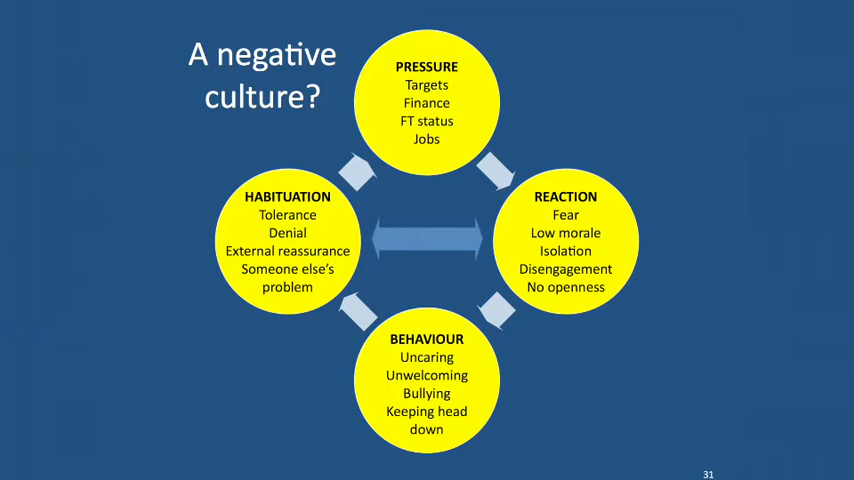 A negative
culture?
PRESSURE
Targets
Finance
FT status
Jobs
HABITUATION
Tolerance
Denial
External reassurance
Someone else’s
problem
REACTION
Fear
Low morale
Isolation
Disengagement
No openness
BEHAVIOUR
Uncaring
Unwelcoming
Bullying
Keeping head
down
31